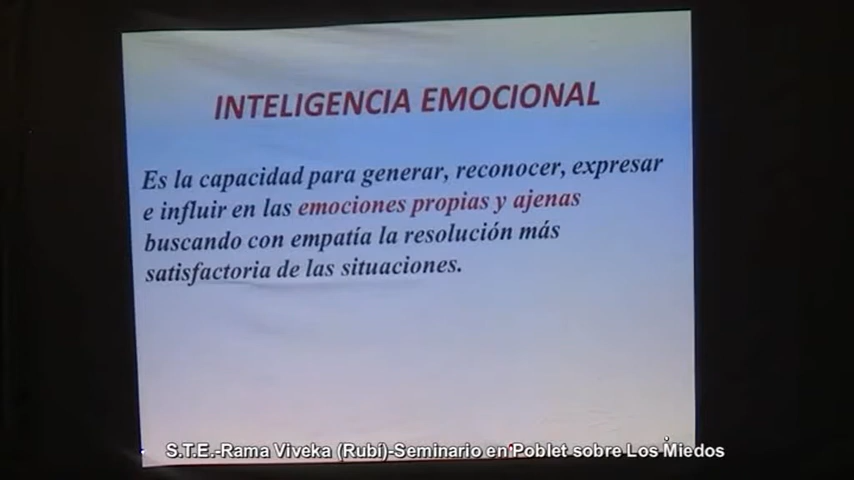 INTELIGENCIA EMOCIONAL
Es la capacidad para generar, reconocer, expresar
e influir en las emociones propias y ajenas
buscando con empatía la resolución más
satisfactoria de las situaciones.
S.T.E.-Rama Viveka (Rubí)-Seminario en Poblet sobre Los Miedos